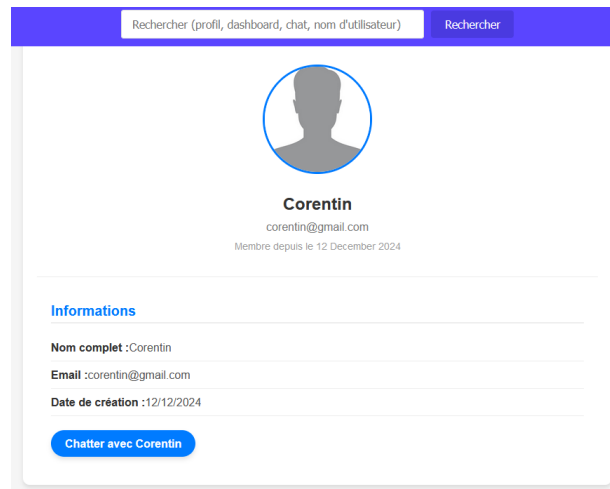 Rechercher (profil, dashboard, chat, nom d'utilisateur) Rechercher
Corentin
corentin@gmail.com
Membre depuis le 12 December 2024
Informations
Nom complet :Corentin
Email :corentin@gmail.com
Date de création :12/12/2024
Chatter avec Corentin